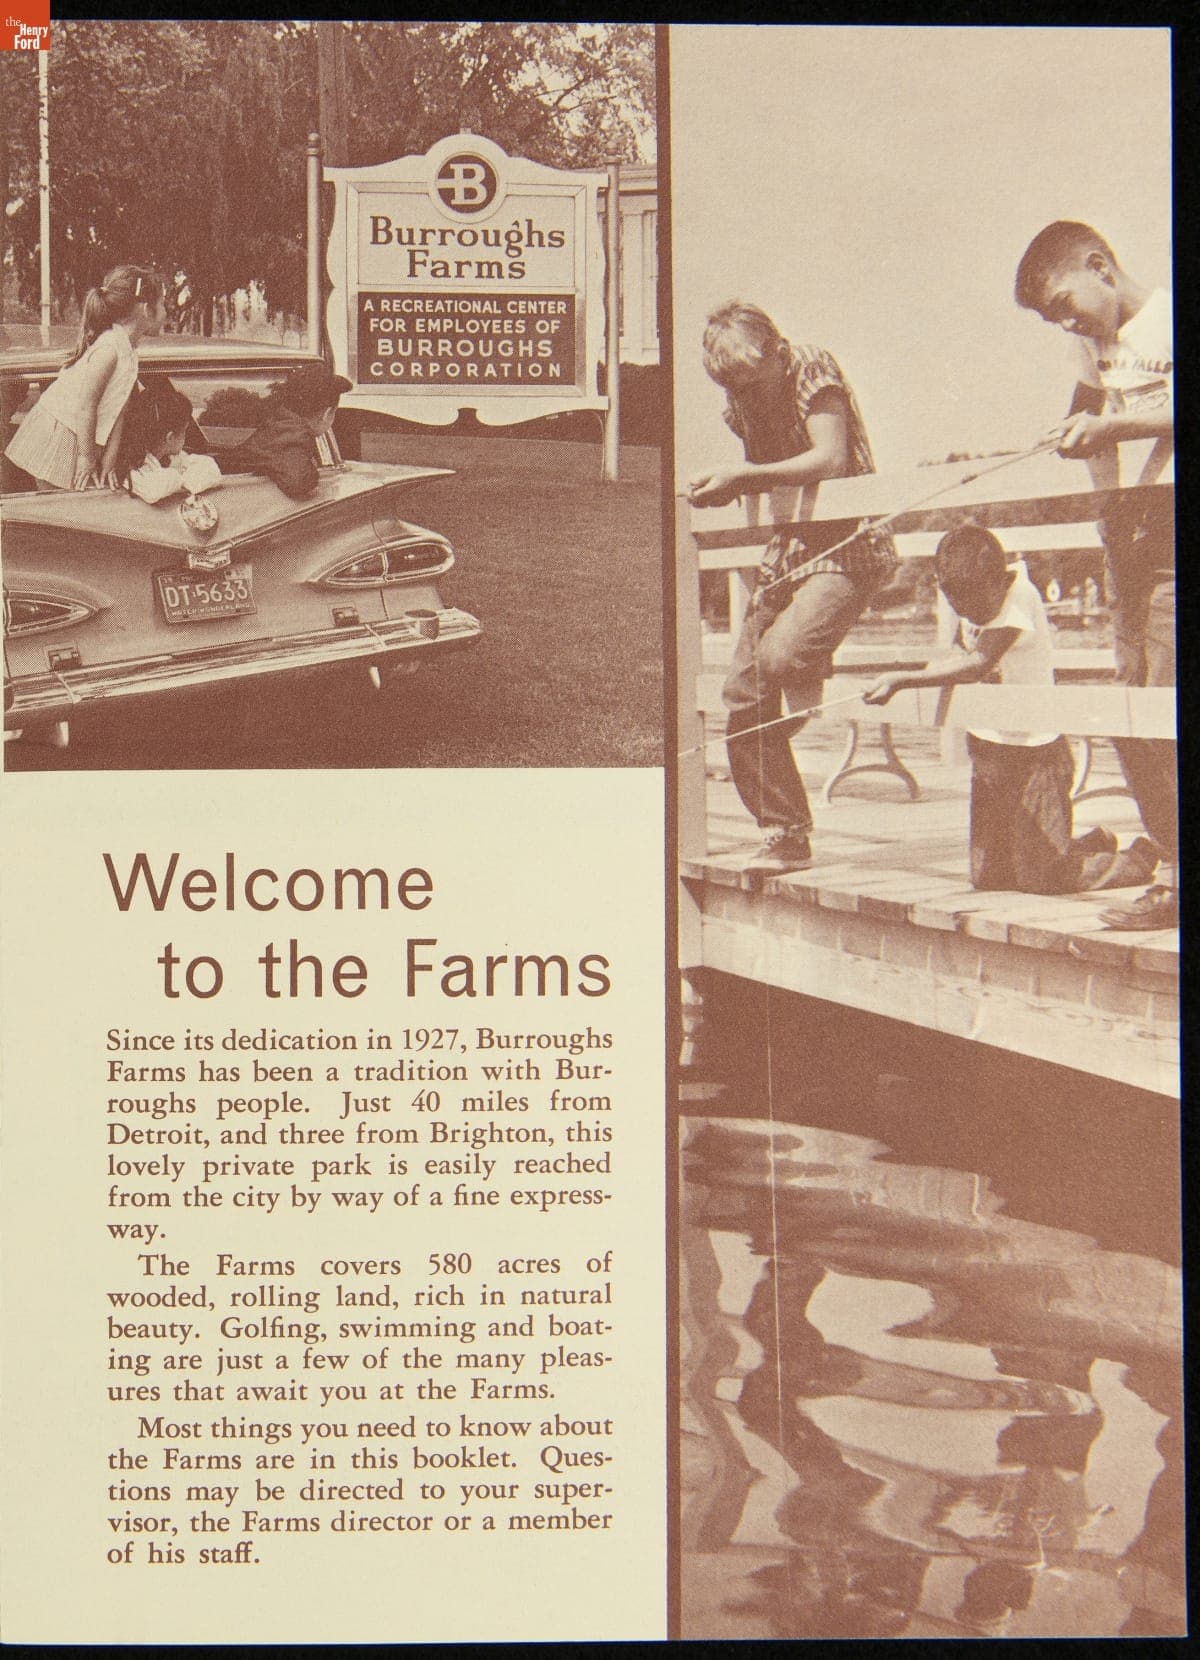 the
Henry
Ford
B
Burroughs
Farms
A RECREATIONAL CENTER
FOR EMPLOYEES OF
BURROUGHS
CORPORATION
DT-5633
WATER WONDERLAND
FALLS
Welcome
to the Farms
Since its dedication in 1927, Burroughs
Farms has been a tradition with Bur-
roughs people. Just 40 miles from
Detroit, and three from Brighton, this
lovely private park is easily reached
from the city by way of a fine express-
way.
The Farms covers 580 acres of
wooded, rolling land, rich in natural
beauty. Golfing, swimming and boat-
ing are just a few of the many pleas-
ures that await you at the Farms.
Most things you need to know about
the Farms are in this booklet. Ques-
tions may be directed to your super-
visor, the Farms director or a member
of his staff.